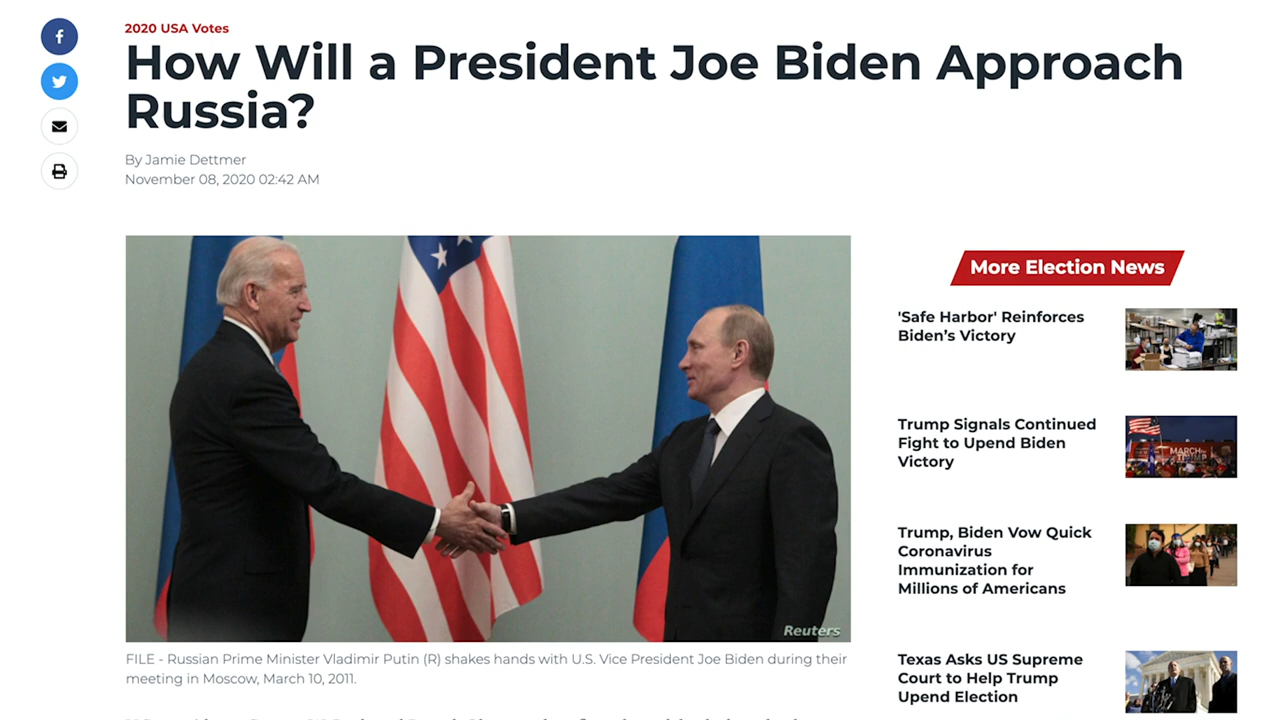 2020 USA Votes
How Will a President Joe Biden Approach
Russia?
By Jamie Dettmer
November 08, 2020 02:42 AM
Reuters
FILE - Russian Prime Minister Vladimir Putin (R) shakes hands with U.S. Vice President Joe Biden during their
meeting in Moscow, March 10, 2011.
More Election News
'Safe Harbor' Reinforces
Biden’s Victory
Trump Signals Continued
Fight to Upend Biden
Victory
MARCH
TRUMP
Trump, Biden Vow Quick
Coronavirus
Immunization for
Millions of Americans
Texas Asks US Supreme
Court to Help Trump
Upend Election